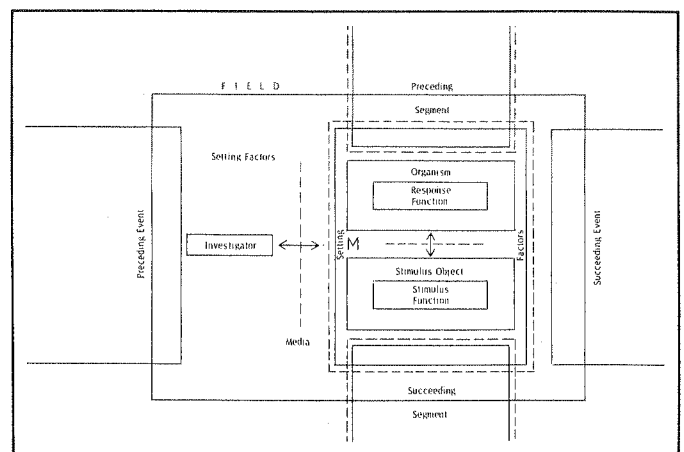 F I E L D
Preceding
Segment
Setting Factors
Organism
Response
Function
Preceding Event
Investigator
Setting
M
Factors
Succeeding Event
Stimulus Object
Stimulus
Function
Media
Succeeding
Segment